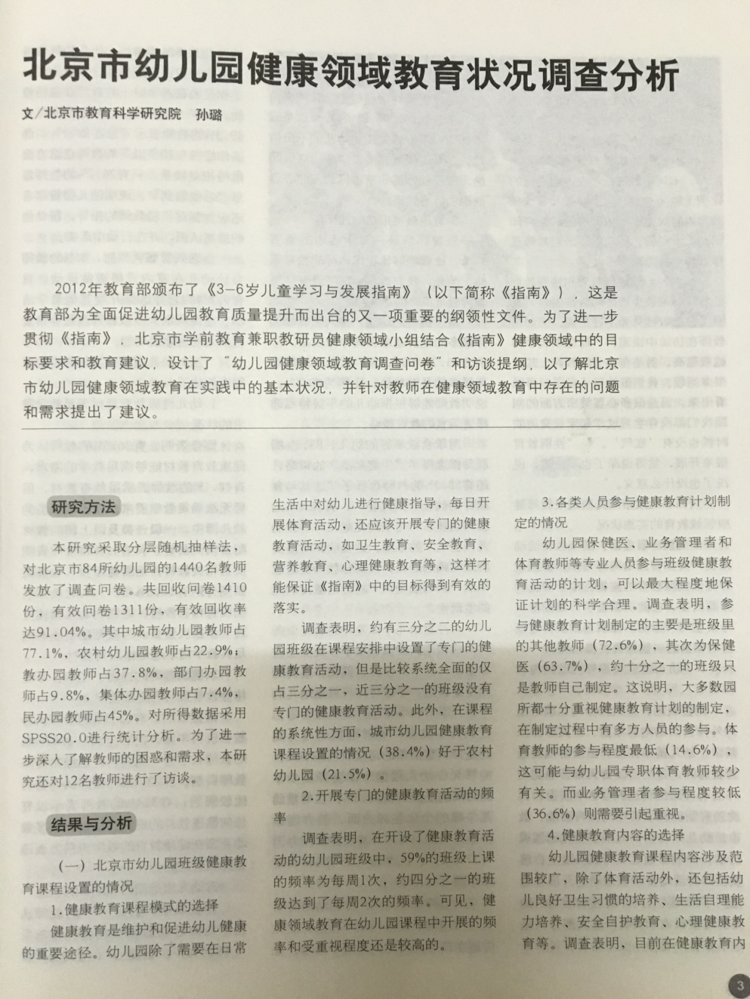 北京市幼儿园健康领域教育状况调查分析
文/北京市教育科学研究院 孙璐
2012年教育部颁布了《3-6岁儿童学习与发展指南》（以下简称《指南》），这是
教育部为全面促进幼儿园教育质量提升而出台的又一项重要的纲领性文件。为了进一步
贯彻《指南》，北京市学前教育兼职教研员健康领域小组结合《指南》健康领域中的目
标要求和教育建议，设计了“幼儿园健康领域教育调查问卷”和访谈提纲，以了解北京
市幼儿园健康领域教育在实践中的基本状况，并针对教师在健康领域教育中存在的问题
和需求提出了建议。
研究方法
本研究采取分层随机抽样法，
对北京市84所幼儿园的1440名教师
发放了调查问卷。共回收问卷1410
份，有效问卷1311份，有效回收率
达91.04%。其中城市幼儿园教师占
77.1%，农村幼儿园教师占22.9%；
教办园教师占37.8%，部门办园教
师占9.8%，集体办园教师占7.4%，
民办园教师占45%。对所得数据采用
SPSS20.0进行统计分析。为了进一
步深入了解教师的困惑和需求，本研
究还对12名教师进行了访谈。
结果与分析
（一）北京市幼儿园班级健康教
育课程设置的情况
1.健康教育课程模式的选择
健康教育是维护和促进幼儿健康
的重要途径。幼儿园除了需要在日常
生活中对幼儿进行健康指导，每日开
展体育活动，还应该开展专门的健康
教育活动，如卫生教育、安全教育、
营养教育、心理健康教育等，这样才
能保证《指南》中的目标得到有效的
落实。
调查表明，约有三分之二的幼儿
园班级在课程安排中设置了专门的健
康教育活动，但是比较系统全面的仅
占三分之一，近三分之一的班级没有
专门的健康教育活动。此外，在课程
的系统性方面，城市幼儿园健康教育
课程设置的情况（38.4%）好于农村
幼儿园（21.5%）。
2.开展专门的健康教育活动的频
率
调查表明，在开设了健康教育活
动的幼儿园班级中，59%的班级上课
的频率为每周1次，约四分之一的班
级达到了每周2次的频率。可见，健
康领域教育在幼儿园课程中开展的频
率和受重视程度还是较高的。
3.各类人员参与健康教育计划制
定的情况
幼儿园保健医、业务管理者和
体育教师等专业人员参与班级健康教
育活动的计划，可以最大程度地保
证计划的科学合理。调查表明，参
与健康教育计划制定的主要是班级里
的其他教师（72.6%），其次为保健
医（63.7%），约十分之一的班级只
是教师自己制定。这说明，大多数园
所都十分重视健康教育计划的制定，
在制定过程中有多方人员的参与。体
育教师的参与程度最低（14.6%），
这可能与幼儿园专职体育教师较少
有关。而业务管理者参与程度较低
（36.6%）则需要引起重视。
4.健康教育内容的选择
幼儿园健康教育课程内容涉及范
围较广，除了体育活动外，还包括幼
儿良好卫生习惯的培养、生活自理能
力培养、安全自护教育、心理健康教
育等。调查表明，目前在健康教育内
3